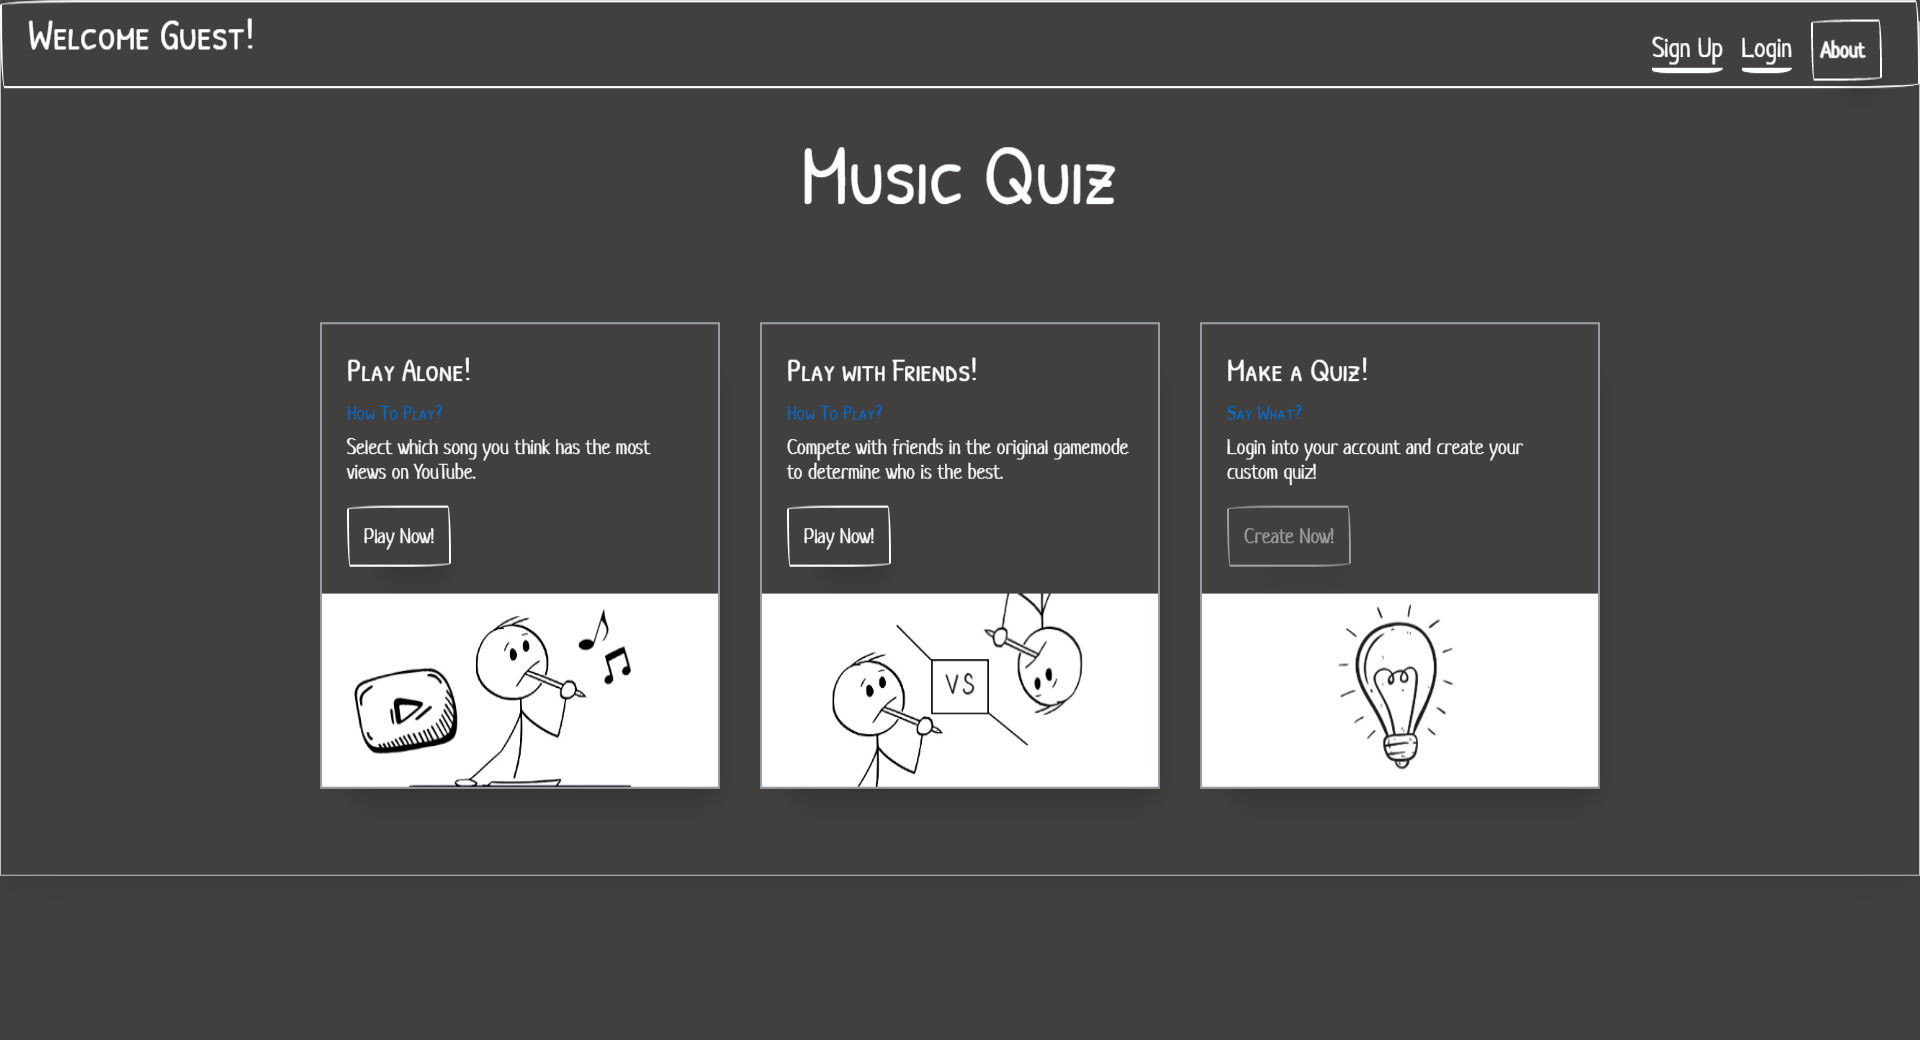 Welcome Guest!
Sign Up Login About
Music Quiz
Play Alone!
How To Play?
Select which song you think has the most
views on YouTube.
Play Now!
Play with Friends!
How To Play?
Compete with friends in the original gamemode
to determine who is the best.
Play Now!
VS
Make a Quiz!
Say What?
Login into your account and create your
custom quiz!
Create Now!